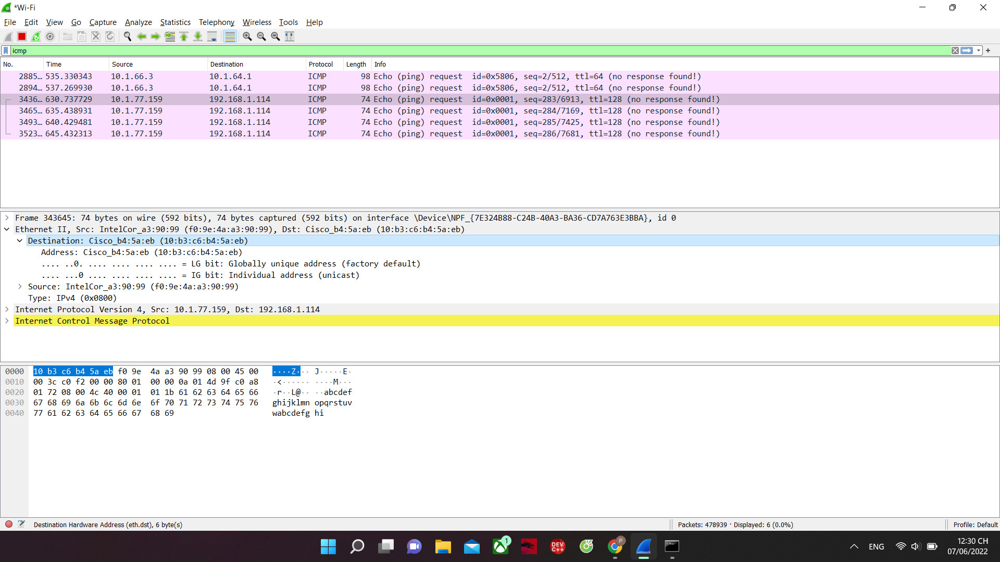 *Wi-Fi
File Edit View Go Capture Analyze Statistics Telephony Wireless Tools Help
icmp
No. Time Source Destination Protocol Length Info
2885… 535.330343 10.1.66.3 10.1.64.1 ICMP 98 Echo (ping) request id=0x5806, seq=2/512, ttl=64 (no response found!)
2894… 537.269930 10.1.66.3 10.1.64.1 ICMP 98 Echo (ping) request id=0x5806, seq=2/512, ttl=64 (no response found!)
3436… 630.737729 10.1.77.159 192.168.1.114 ICMP 74 Echo (ping) request id=0x0001, seq=283/6913, ttl=128 (no response found!)
3465… 635.438931 10.1.77.159 192.168.1.114 ICMP 74 Echo (ping) request id=0x0001, seq=284/7169, ttl=128 (no response found!)
3493… 640.429481 10.1.77.159 192.168.1.114 ICMP 74 Echo (ping) request id=0x0001, seq=285/7425, ttl=128 (no response found!)
3523… 645.432313 10.1.77.159 192.168.1.114 ICMP 74 Echo (ping) request id=0x0001, seq=286/7681, ttl=128 (no response found!)
Frame 343645: 74 bytes on wire (592 bits), 74 bytes captured (592 bits) on interface \Device\NPF_{7E324B88-C24B-40A3-BA36-CD7A763E3BBA}, id 0
Ethernet II, Src: IntelCor_a3:90:99 (f0:9e:4a:a3:90:99), Dst: Cisco_b4:5a:eb (10:b3:c6:b4:5a:eb)
Destination: Cisco_b4:5a:eb (10:b3:c6:b4:5a:eb)
Address: Cisco_b4:5a:eb (10:b3:c6:b4:5a:eb)
.... ..0. .... .... .... .... = LG bit: Globally unique address (factory default)
.... ...0 .... .... .... .... = IG bit: Individual address (unicast)
Source: IntelCor_a3:90:99 (f0:9e:4a:a3:90:99)
Type: IPv4 (0x0800)
Internet Protocol Version 4, Src: 10.1.77.159, Dst: 192.168.1.114
Internet Control Message Protocol
0000 10 b3 c6 b4 5a eb f0 9e 4a a3 90 99 08 00 45 00 ····Z··· J·····E·
0010 00 3c c0 f2 00 00 80 01 00 00 0a 01 4d 9f c0 a8 ·<······ ····M···
0020 01 72 08 00 4c 40 00 01 01 1b 61 62 63 64 65 66 ·r··L@·· ··abcdef
0030 67 68 69 6a 6b 6c 6d 6e 6f 70 71 72 73 74 75 76 ghijklmn opqrstuv
0040 77 61 62 63 64 65 66 67 68 69 wabcdefg hi
Destination Hardware Address (eth.dst), 6 byte(s) Packets: 478939 · Displayed: 6 (0.0%) Profile: Default
1 DEV C++ P ENG 12:30 CH
07/06/2022